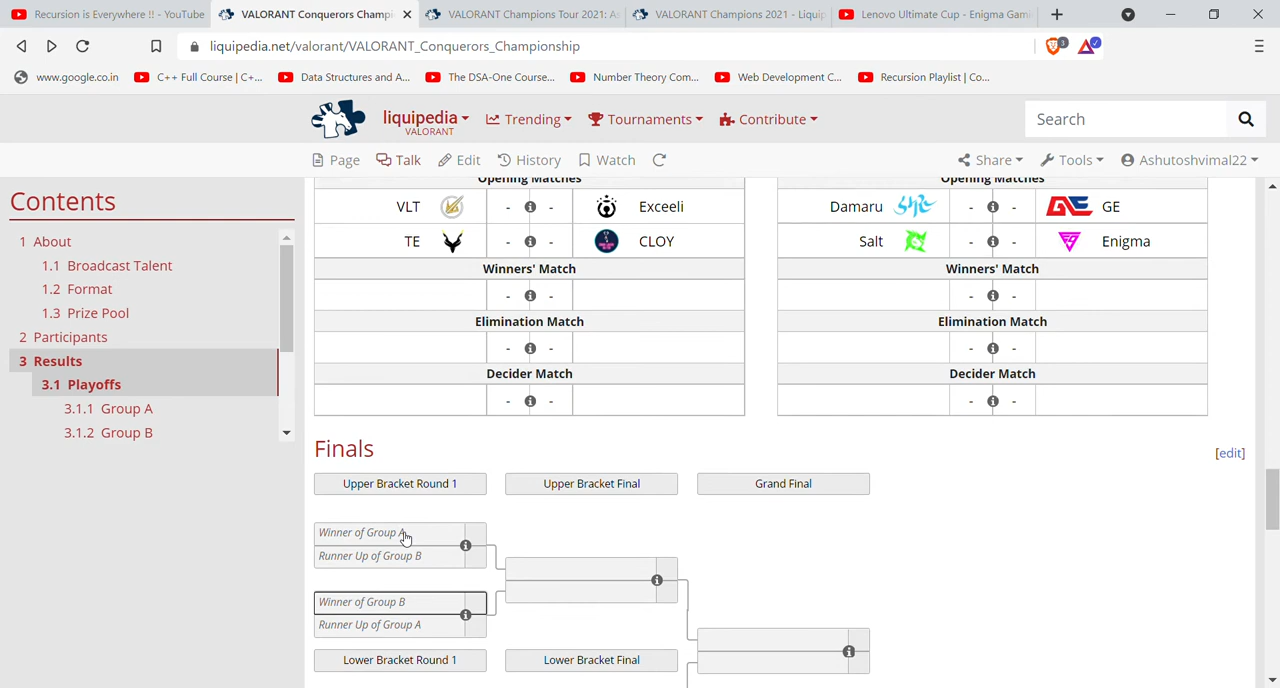 Recursion is Everywhere !! - YouTube
VALORANT Conquerors Champi
VALORANT Champions Tour 2021: As
VALORANT Champions 2021 - Liquip
Lenovo Ultimate Cup - Enigma Gami
liquipedia.net/valorant/VALORANT_Conquerors_Championship
3
www.google.co.in
C++ Full Course | C+...
Data Structures and A...
The DSA-One Course...
Number Theory Com...
Web Development C...
Recursion Playlist | Co...
liquipedia
VALORANT
Trending
Tournaments
Contribute
Search
Page
Talk
Edit
History
Watch
Share
Tools
Ashutoshvimal22
Contents
1 About
1.1 Broadcast Talent
1.2 Format
1.3 Prize Pool
2 Participants
3 Results
3.1 Playoffs
3.1.1 Group A
3.1.2 Group B
Opening Matches
VLT - - Exceeli
TE - - CLOY
Winners' Match
- -
Elimination Match
- -
Decider Match
- -
Opening Matches
Damaru - - GE
Salt - - Enigma
Winners' Match
- -
Elimination Match
- -
Decider Match
- -
Finals
[edit]
Upper Bracket Round 1
Upper Bracket Final
Grand Final
Winner of Group A
Runner Up of Group B
Winner of Group B
Runner Up of Group A
Lower Bracket Round 1
Lower Bracket Final